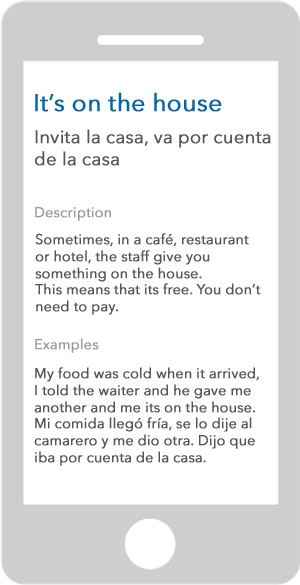 It's on the house
Invita la casa, va por cuenta
de la casa
Description
Sometimes, in a café, restaurant
or hotel, the staff give you
something on the house.
This means that its free. You don't
need to pay.
Examples
My food was cold when it arrived,
I told the waiter and he gave me
another and me its on the house.
Mi comida llegó fría, se lo dije al
camarero y me dio otra. Dijo que
iba por cuenta de la casa.